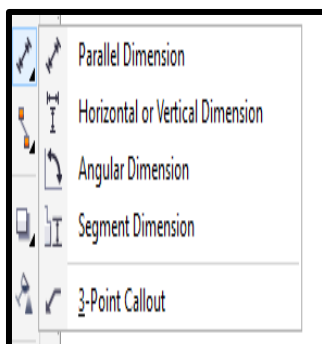 Parallel Dimension
Horizontal or Vertical Dimension
Angular Dimension
Segment Dimension
3-Point Callout